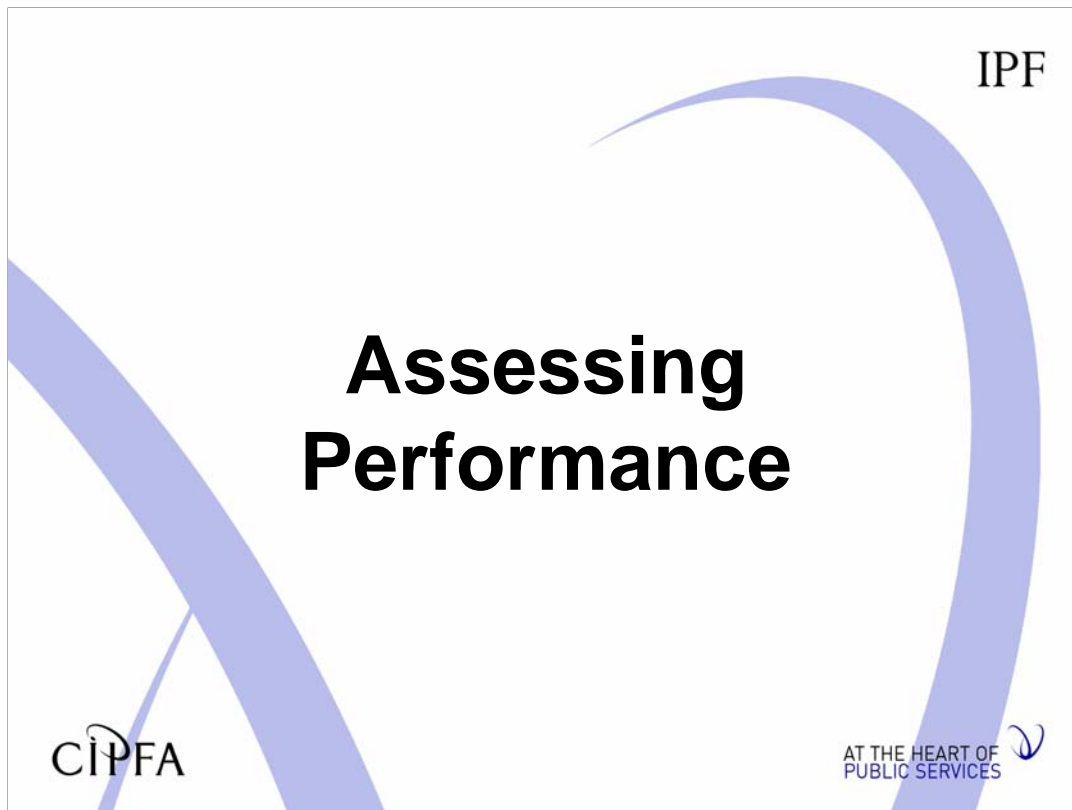 IPF
Assessing
Performance
CIPFA
AT THE HEART OF
PUBLIC SERVICES